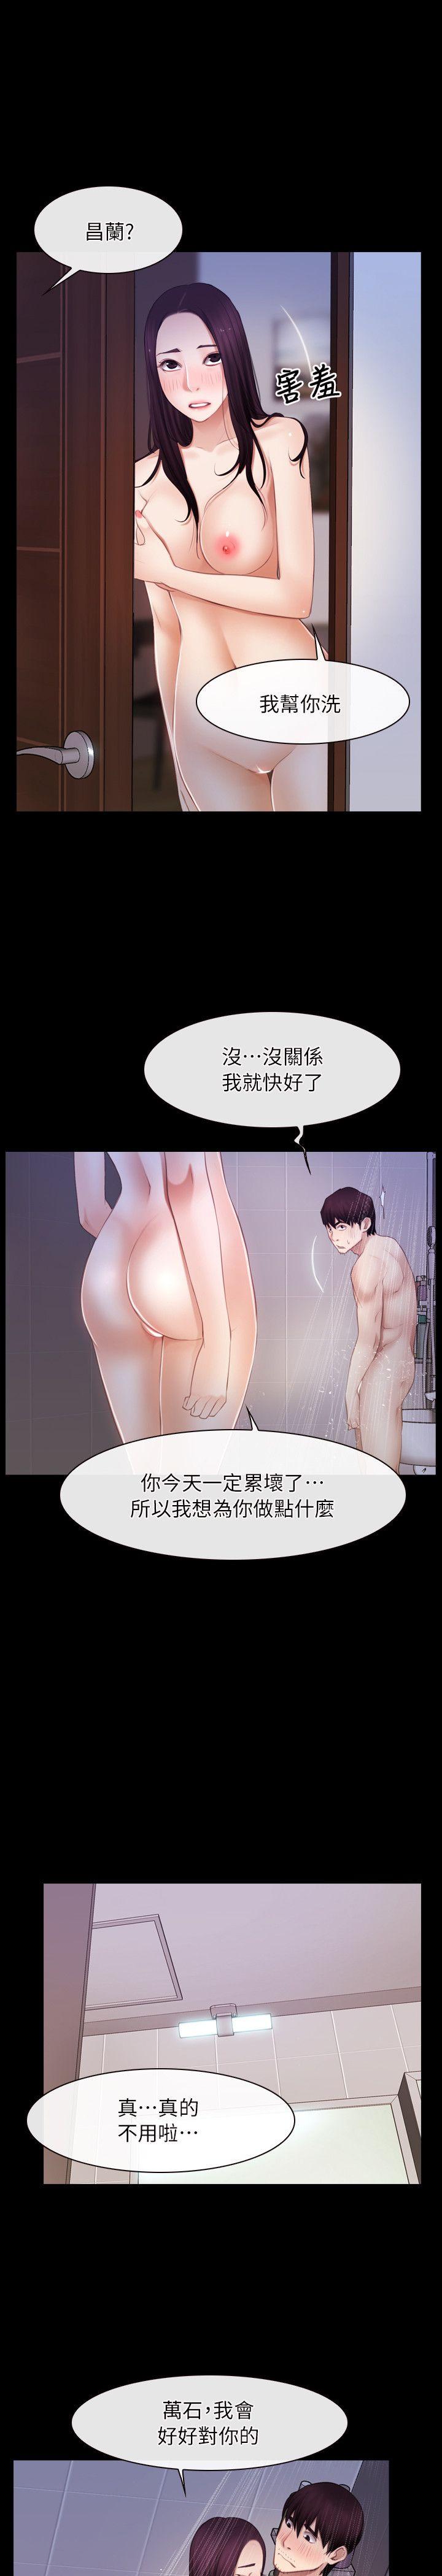 昌蘭?
害羞
我幫你洗
沒…沒關係
我就快好了
你今天一定累壞了…
所以我想為你做點什麼
真…真的
不用啦…
萬石,我會
好好對你的